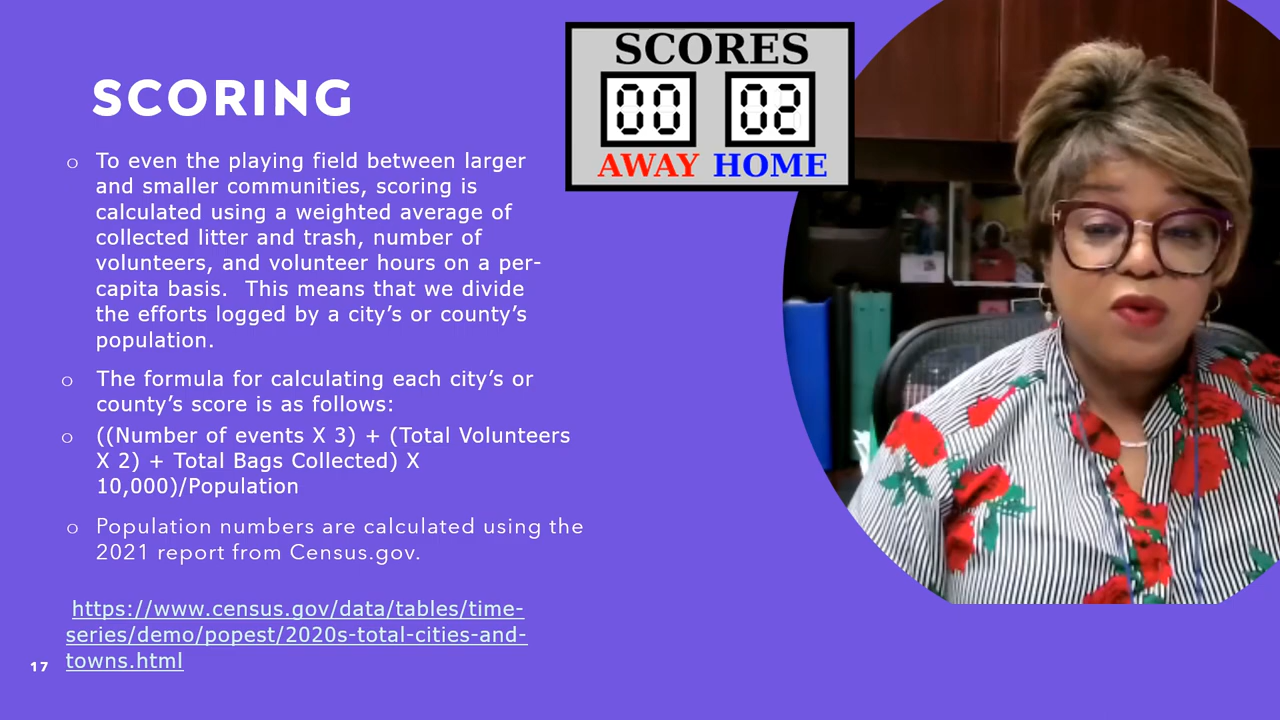 SCORES
00 02
AWAY HOME
SCORING
o To even the playing field between larger
and smaller communities, scoring is
calculated using a weighted average of
collected litter and trash, number of
volunteers, and volunteer hours on a per-
capita basis.  This means that we divide
the efforts logged by a city’s or county’s
population.
o The formula for calculating each city’s or
county’s score is as follows:
o ((Number of events X 3) + (Total Volunteers
X 2) + Total Bags Collected) X
10,000)/Population
o Population numbers are calculated using the
2021 report from Census.gov.
https://www.census.gov/data/tables/time-
series/demo/popest/2020s-total-cities-and-
towns.html
17